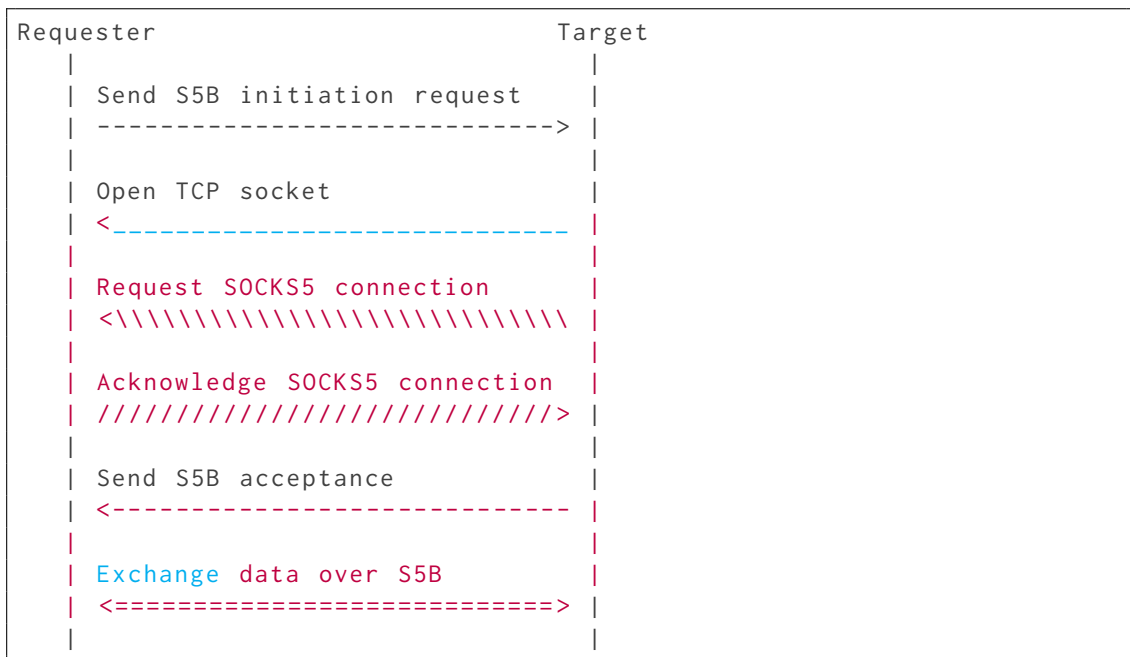 Requester                         Target
   |                                |
   | Send S5B initiation request    |
   | -----------------------------> |
   |                                |
   | Open TCP socket                |
   | <_____________________________ |
   |                                |
   | Request SOCKS5 connection      |
   | <\\\\\\\\\\\\\\\\\\\\\\\\\\\\\ |
   |                                |
   | Acknowledge SOCKS5 connection  |
   | /////////////////////////////> |
   |                                |
   | Send S5B acceptance            |
   | <----------------------------- |
   |                                |
   | Exchange data over S5B         |
   | <============================> |
   |                                |